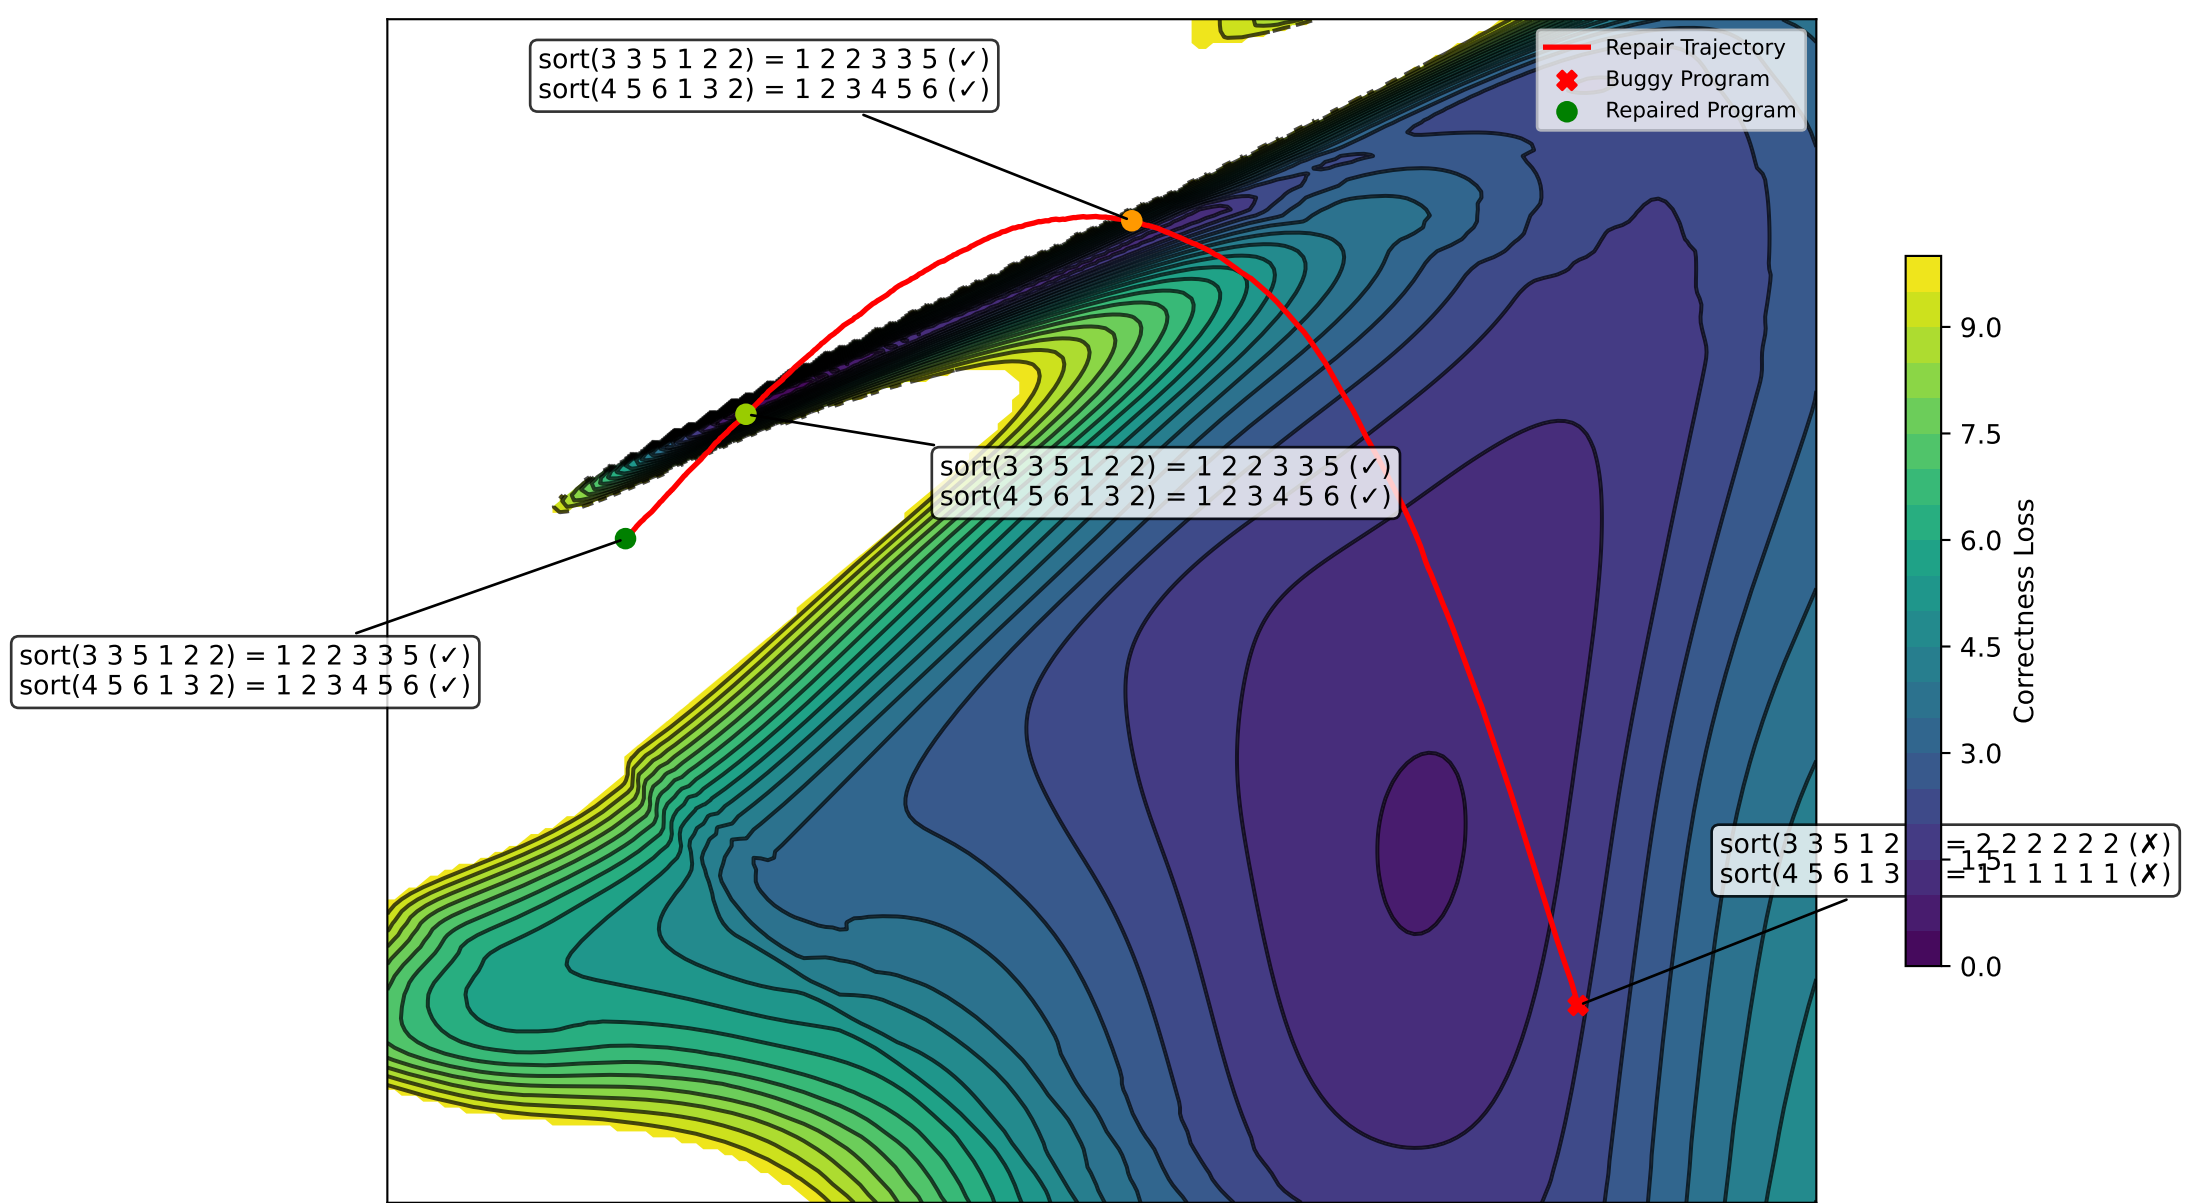 sort(3 3 5 1 2 2) = 1 2 2 3 3 5 (✓)
sort(4 5 6 1 3 2) = 1 2 3 4 5 6 (✓)
Repair Trajectory
Buggy Program
Repaired Program
sort(3 3 5 1 2 2) = 1 2 2 3 3 5 (✓)
sort(4 5 6 1 3 2) = 1 2 3 4 5 6 (✓)
sort(3 3 5 1 2 2) = 1 2 2 3 3 5 (✓)
sort(4 5 6 1 3 2) = 1 2 3 4 5 6 (✓)
sort(3 3 5 1 2 = 2 2 2 2 2 2 (✗)
sort(4 5 6 1 3 = 1 1 1 1 1 1 (✗)
9.0
7.5
6.0
4.5
3.0
1.5
0.0
Correctness Loss